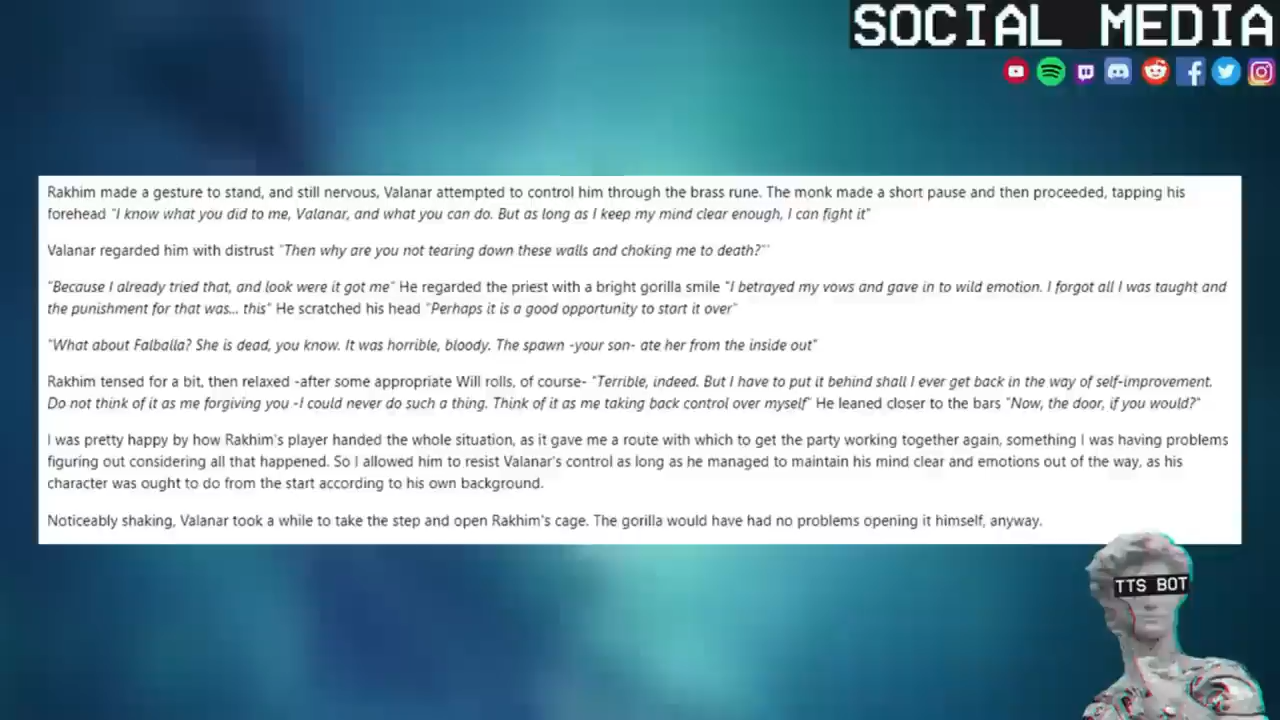 SOCIAL MEDIA
Rakhim made a gesture to stand, and still nervous, Valanar attempted to control him through the brass rune. The monk made a short pause and then proceeded, tapping his
forehead "I know what you did to me, Valanar, and what you can do. But as long as I keep my mind clear enough, I can fight it"
Valanar regarded him with distrust "Then why are you not tearing down these walls and choking me to death?"'
"Because I already tried that, and look were it got me" He regarded the priest with a bright gorilla smile "I betrayed my vows and gave in to wild emotion. I forgot all I was taught and
the punishment for that was... this" He scratched his head "Perhaps it is a good opportunity to start it over"
"What about Falballa? She is dead, you know. It was horrible, bloody. The spawn -your son- ate her from the inside out"
Rakhim tensed for a bit, then relaxed -after some appropriate Will rolls, of course- "Terrible, indeed. But I have to put it behind shall I ever get back in the way of self-improvement.
Do not think of it as me forgiving you -I could never do such a thing. Think of it as me taking back control over myself" He leaned closer to the bars "Now, the door, if you would?"
I was pretty happy by how Rakhim's player handed the whole situation, as it gave me a route with which to get the party working together again, something I was having problems
figuring out considering all that happened. So I allowed him to resist Valanar's control as long as he managed to maintain his mind clear and emotions out of the way, as his
character was ought to do from the start according to his own background.
Noticeably shaking, Valanar took a while to take the step and open Rakhim's cage. The gorilla would have had no problems opening it himself, anyway.
TTS BOT